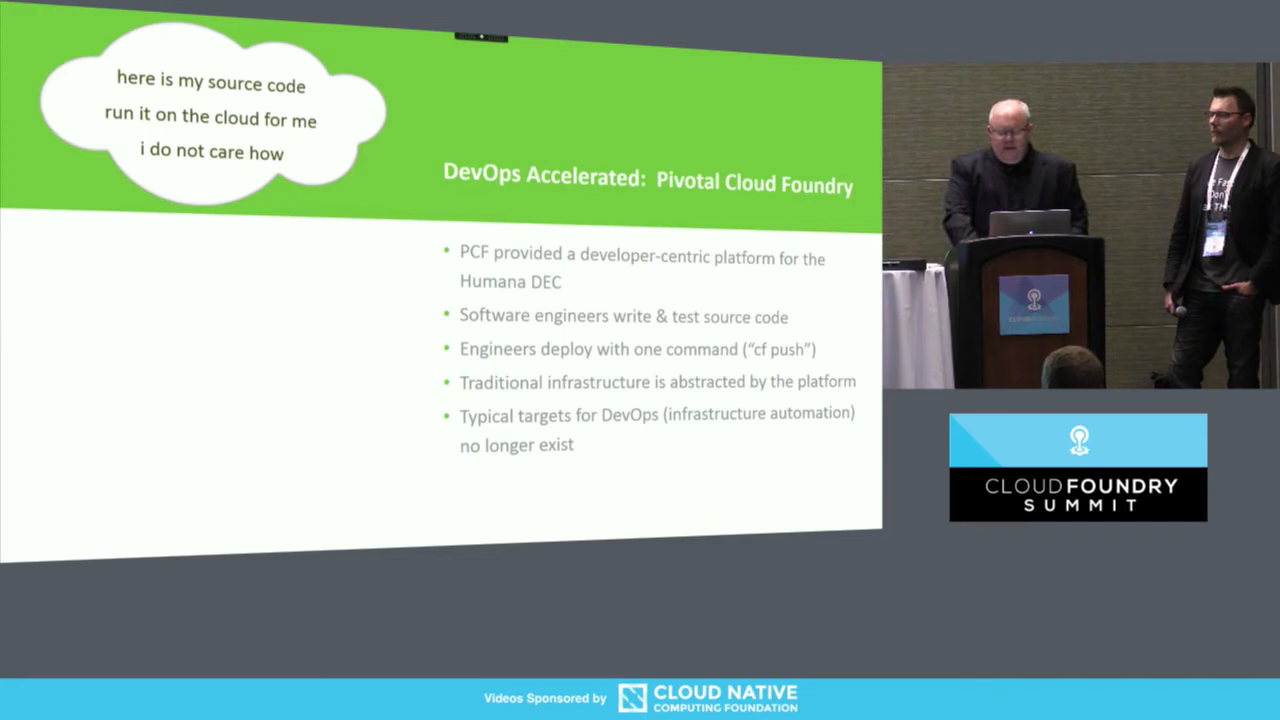 here is my source code
run it on the cloud for me
i do not care how
DevOps Accelerated:  Pivotal Cloud Foundry
• PCF provided a developer-centric platform for the
Humana DEC
• Software engineers write & test source code
• Engineers deploy with one command (“cf push”)
• Traditional infrastructure is abstracted by the platform
• Typical targets for DevOps (infrastructure automation)
no longer exist
CLOUDFOUNDRY
SUMMIT
Videos Sponsored by
CLOUD NATIVE
COMPUTING FOUNDATION